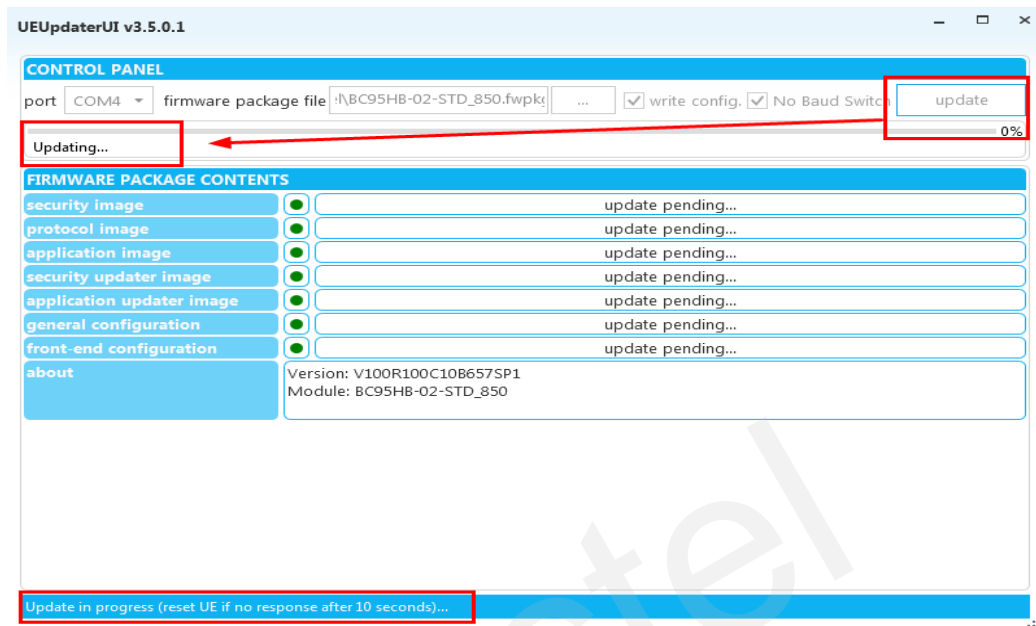 UEUpdaterUI v3.5.0.1
CONTROL PANEL
port COM4 firmware package file :\\BC95HB-02-STD_850.fwpkg ... write config. No Baud Switch update
0%
Updating...
FIRMWARE PACKAGE CONTENTS
security image update pending...
protocol image update pending...
application image update pending...
security updater image update pending...
application updater image update pending...
general configuration update pending...
front-end configuration update pending...
about Version: V100R100C10B657SP1
Module: BC95HB-02-STD_850
Update in progress (reset UE if no response after 10 seconds)...